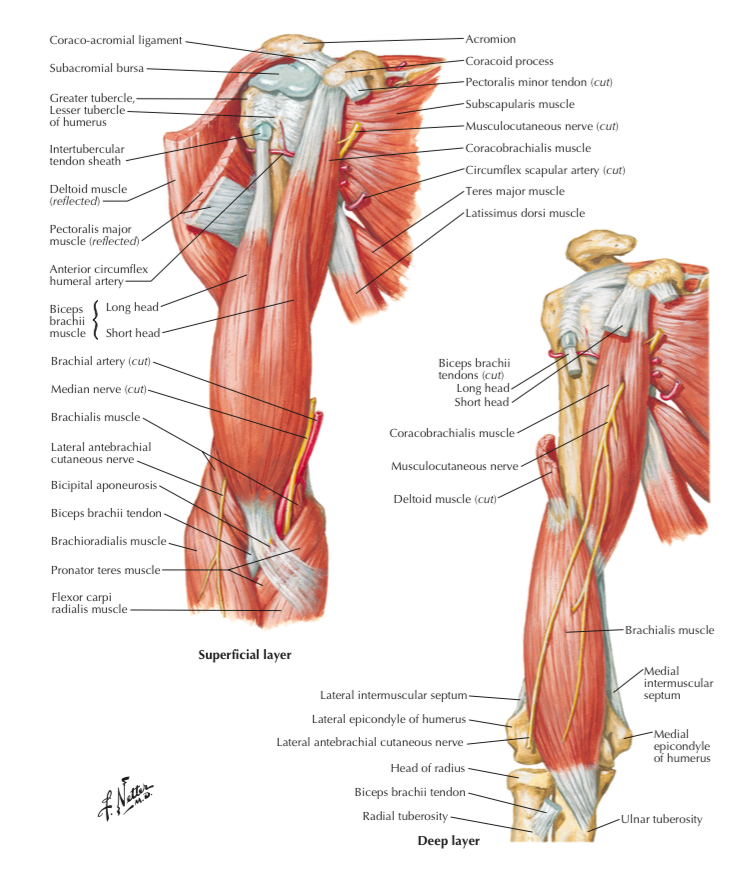 Coraco-acromial ligament
Subacromial bursa
Greater tubercle,
Lesser tubercle
of humerus
Intertubercular
tendon sheath
Deltoid muscle
(reflected)
Pectoralis major
muscle (reflected)
Anterior circumflex
humeral artery
Biceps
brachii
muscle
Long head
Short head
Brachial artery (cut)
Median nerve (cut)
Brachialis muscle
Lateral antebrachial
cutaneous nerve
Bicipital aponeurosis
Biceps brachii tendon
Brachioradialis muscle
Pronator teres muscle
Flexor carpi
radialis muscle
Acromion
Coracoid process
Pectoralis minor tendon (cut)
Subscapularis muscle
Musculocutaneous nerve (cut)
Coracobrachialis muscle
Circumflex scapular artery (cut)
Teres major muscle
Latissimus dorsi muscle
Superficial layer
Biceps brachii
tendons (cut)
Long head
Short head
Coracobrachialis muscle
Musculocutaneous nerve
Deltoid muscle (cut)
Brachialis muscle
Medial
intermuscular
septum
Lateral intermuscular septum
Lateral epicondyle of humerus
Lateral antebrachial cutaneous nerve
Medial
epicondyle
of humerus
Head of radius
Biceps brachii tendon
Radial tuberosity
Ulnar tuberosity
Deep layer
F. Netter
M.D.